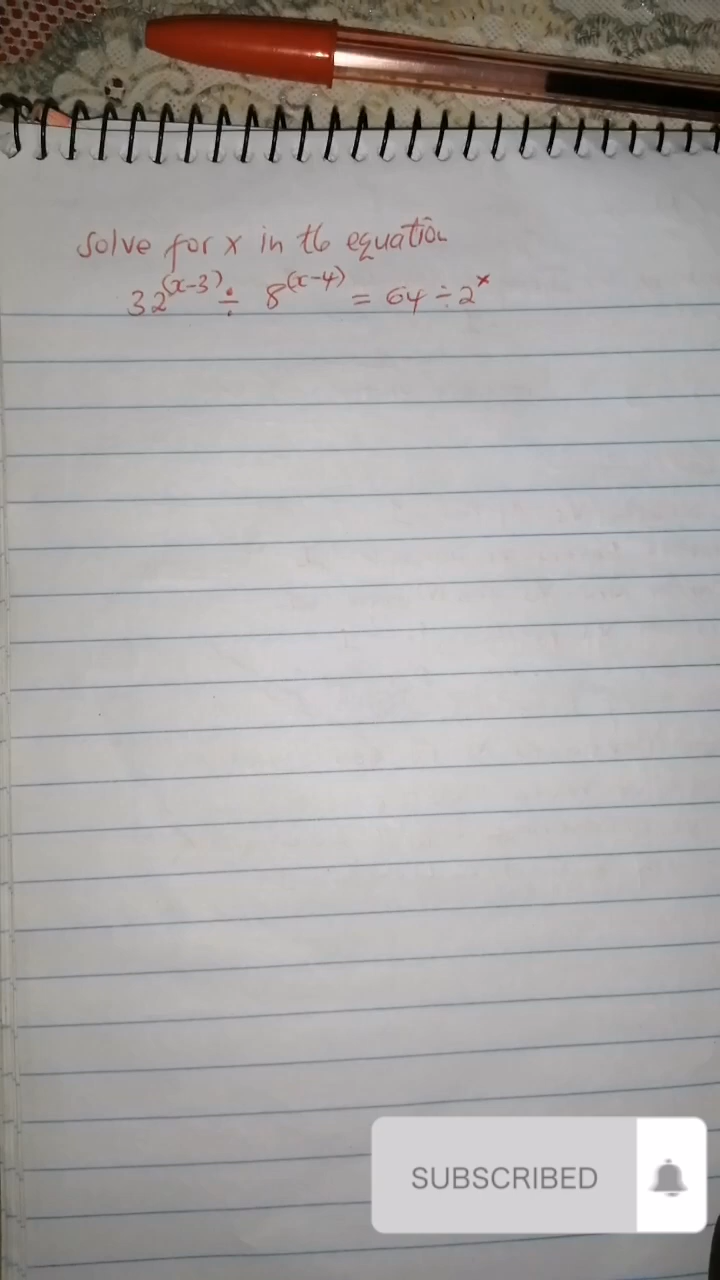 solve for x in the equation
32^(x-3) ÷ 8^(x-4) = 64 ÷ 2^x
SUBSCRIBED